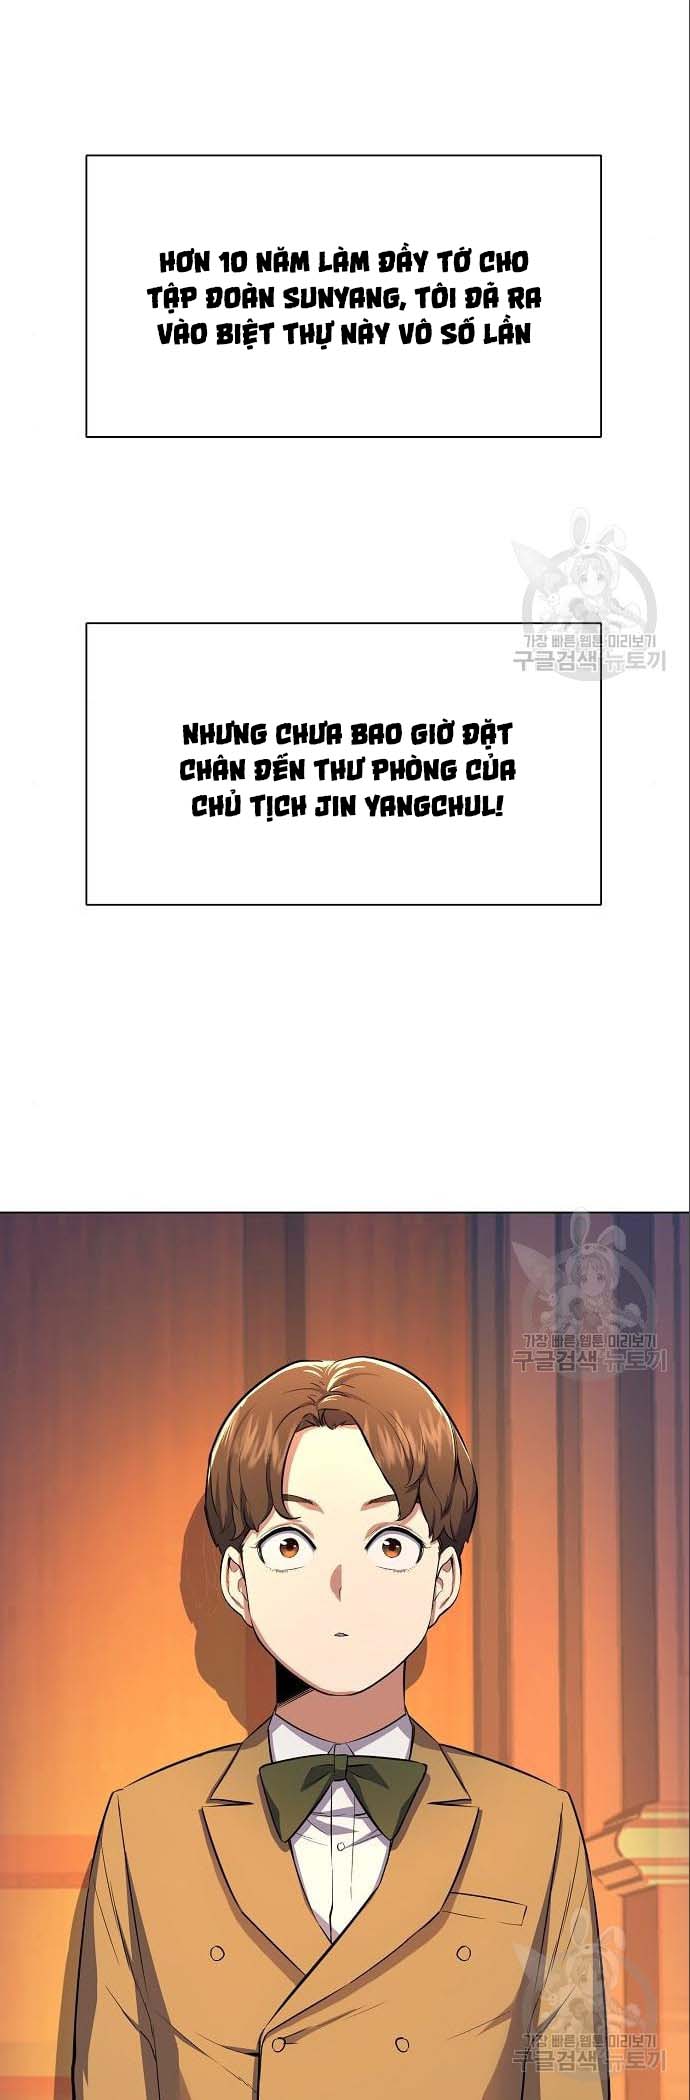 HƠN 10 NĂM LÀM ĐẦY TỚ CHO
TẬP ĐOÀN SUNYANG, TÔI ĐÃ RA
VÀO BIỆT THỰ NÀY VÔ SỐ LẦN
가장 빠른 웹툰 미리보기
구글검색 뉴토끼
NHƯNG CHƯA BAO GIỜ ĐẶT
CHÂN ĐẾN THƯ PHÒNG CỦA
CHỦ TỊCH JIN YANGCHUL!
가장 빠른 웹툰 미리보기
구글검색 뉴토끼
가장 빠른 웹툰 미리보기
구글검색 뉴토끼